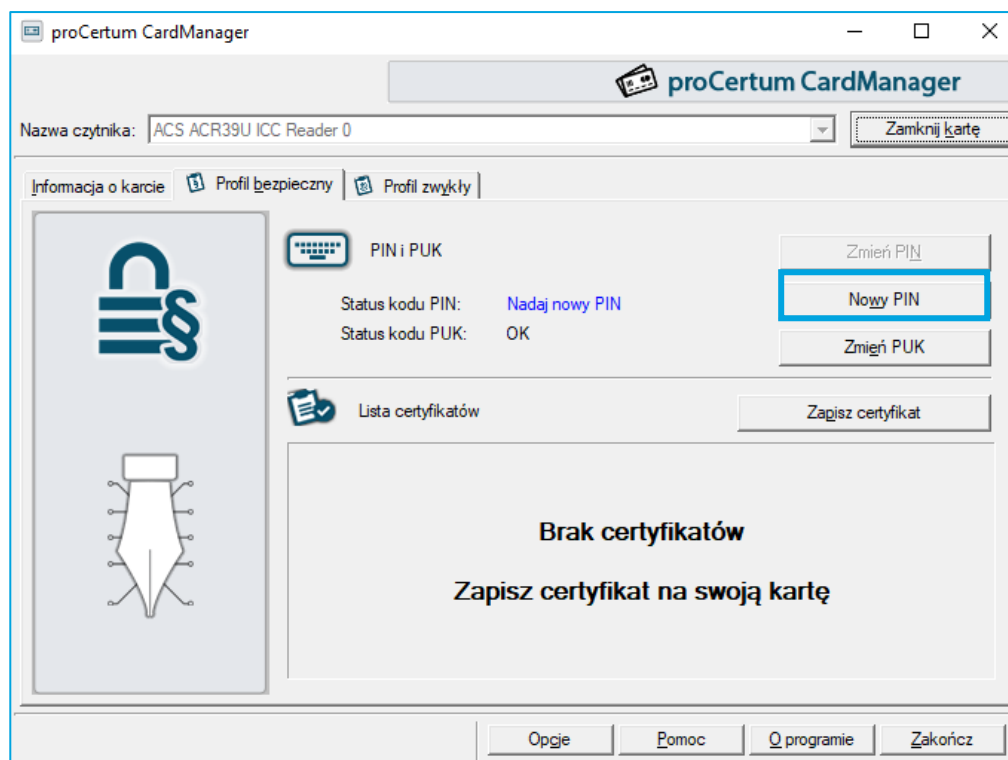 proCertum CardManager
proCertum CardManager
Nazwa czytnika: ACS ACR39U ICC Reader 0 Zamknij kartę
Informacja o karcie Profil bezpieczny Profil zwykły
PIN i PUK Zmień PIN
Status kodu PIN: Nadaj nowy PIN Nowy PIN
Status kodu PUK: OK Zmień PUK
Lista certyfikatów Zapisz certyfikat
Brak certyfikatów
Zapisz certyfikat na swoją kartę
Opcje Pomoc O programie Zakończ